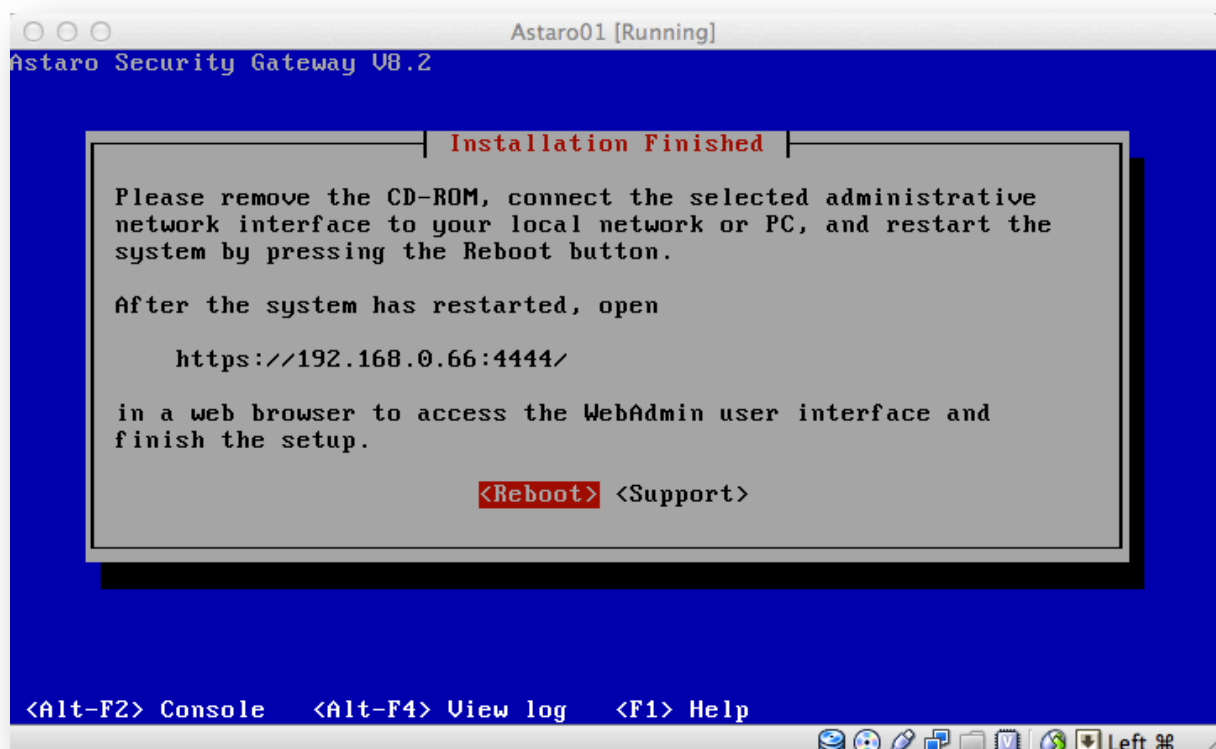 Astaro01 [Running]
Astaro Security Gateway V8.2
Installation Finished
Please remove the CD-ROM, connect the selected administrative
network interface to your local network or PC, and restart the
system by pressing the Reboot button.
After the system has restarted, open
https://192.168.0.66:4444/
in a web browser to access the WebAdmin user interface and
finish the setup.
<Reboot> <Support>
<Alt-F2> Console <Alt-F4> View log <F1> Help
Left ⌘